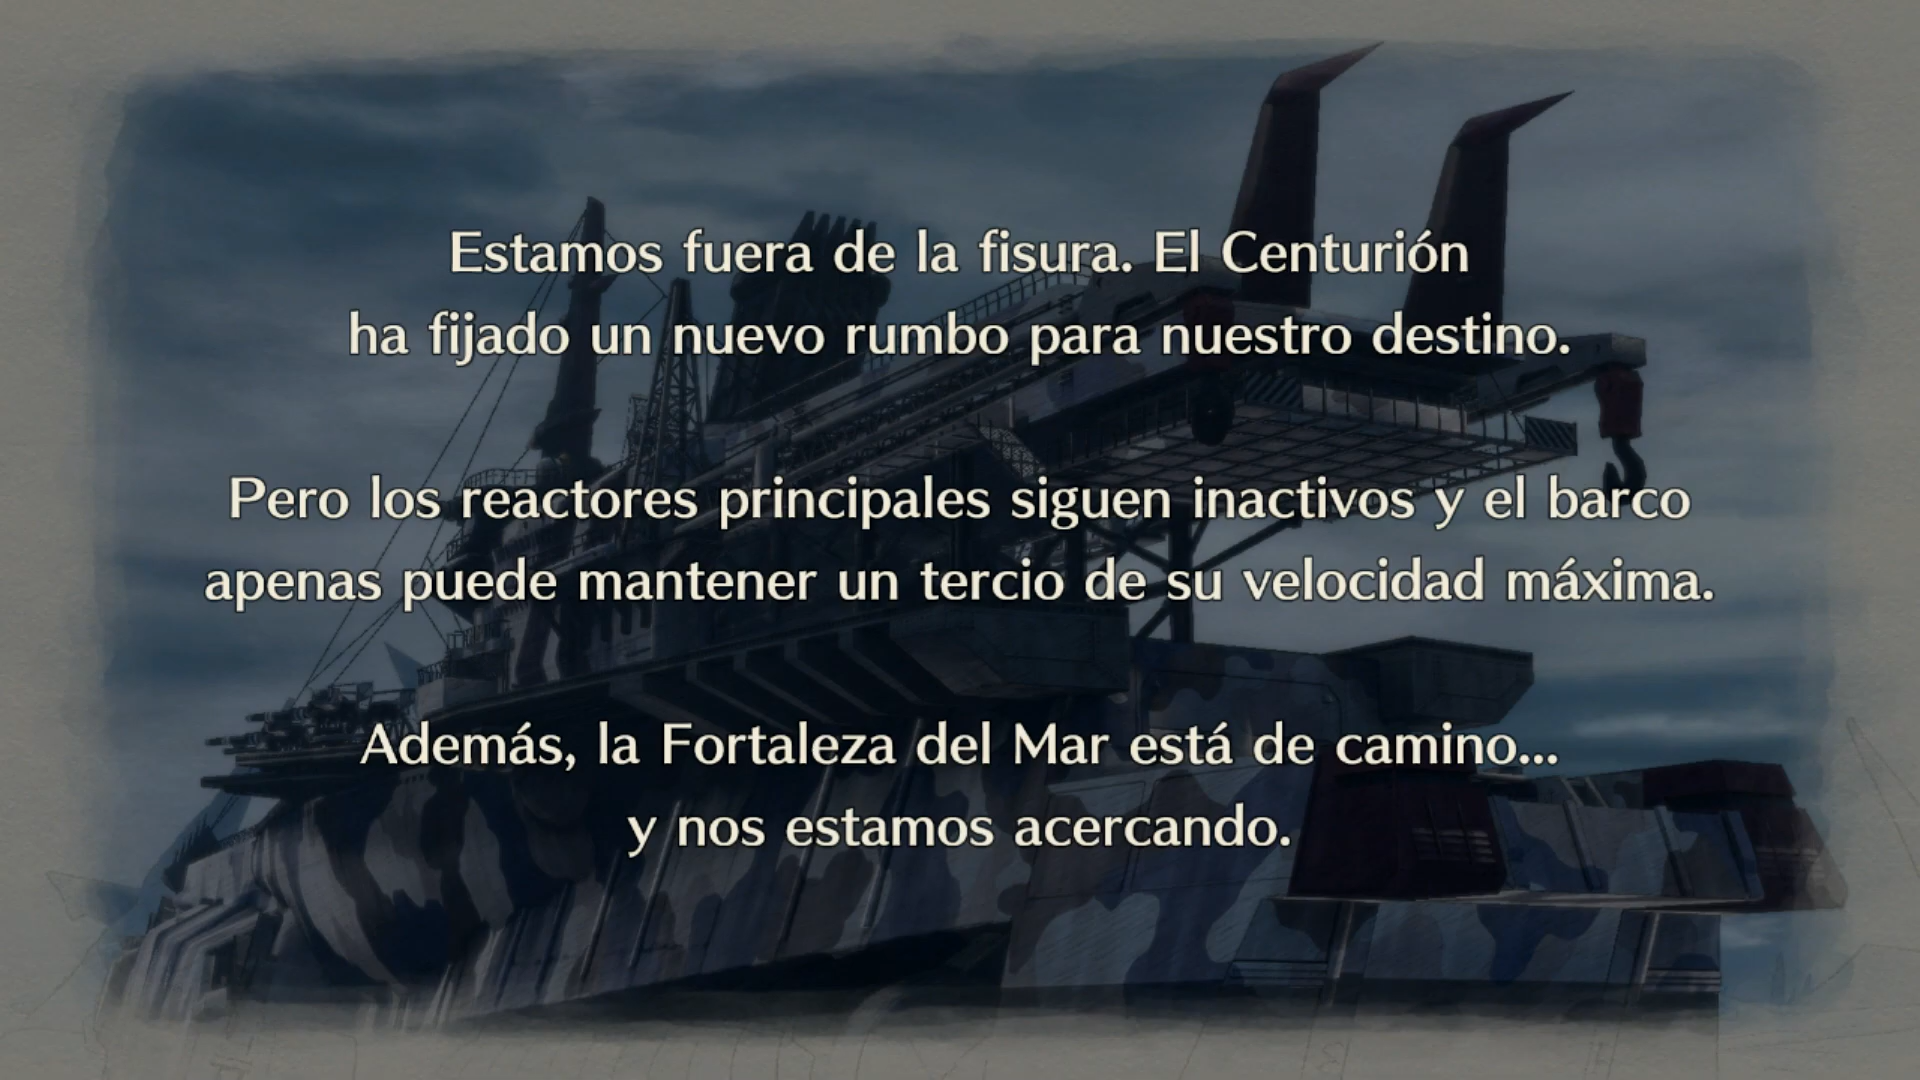 Estamos fuera de la fisura. El Centurión
ha fijado un nuevo rumbo para nuestro destino.
Pero los reactores principales siguen inactivos y el barco
apenas puede mantener un tercio de su velocidad máxima.
Además, la Fortaleza del Mar está de camino...
y nos estamos acercando.